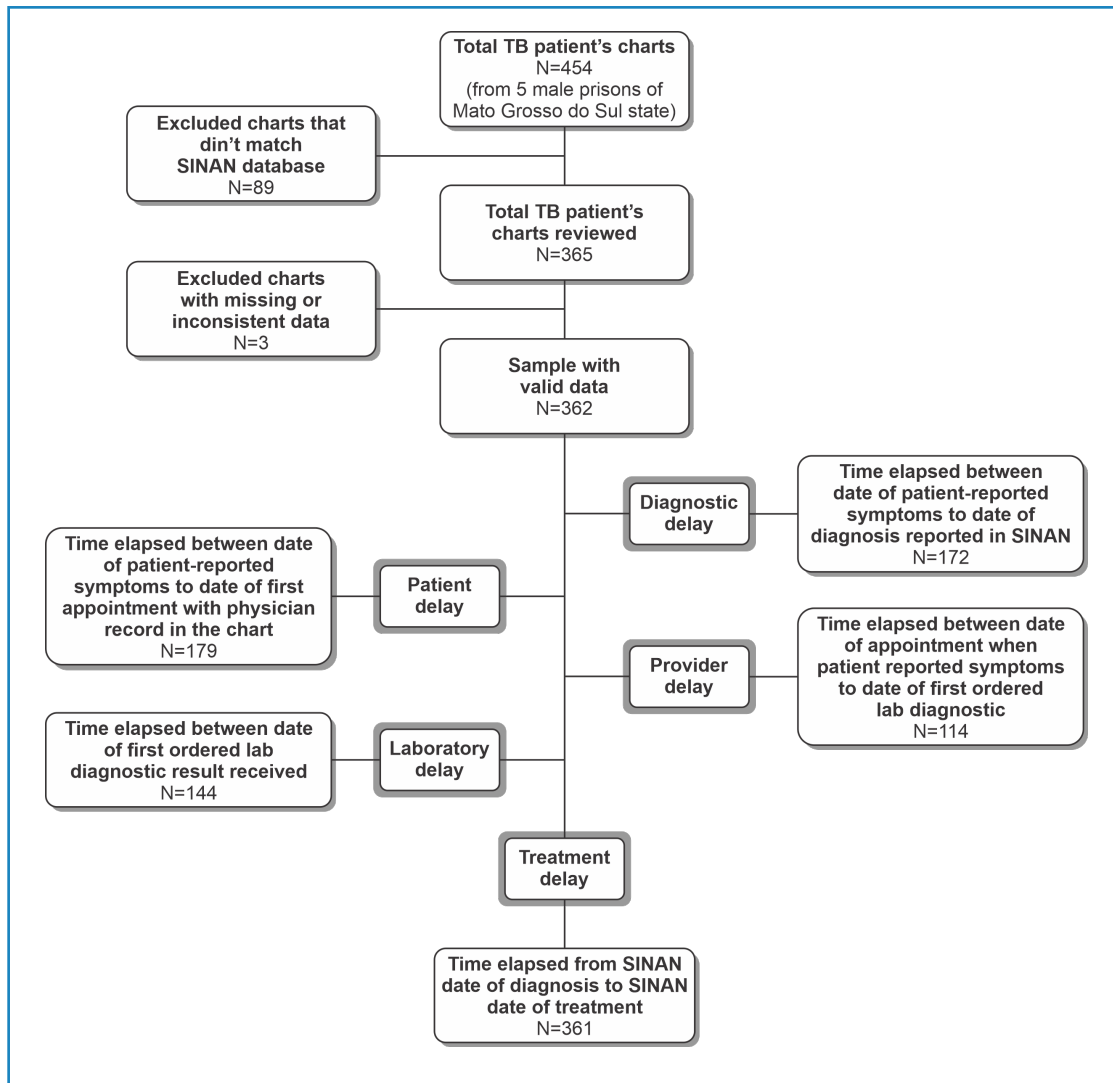 Total TB patient's charts
N=454
(from 5 male prisons of
Mato Grosso do Sul state)
Excluded charts that
din't match
SINAN database
N=89
Total TB patient's
charts reviewed
N=365
Excluded charts
with missing or
inconsistent data
N=3
Sample with
valid data
N=362
Diagnostic
delay
Time elapsed between
date of patient-reported
symptoms to date of
diagnosis reported in SINAN
N=172
Time elapsed between date
of patient-reported
symptoms to date of first
appointment with physician
record in the chart
N=179
Patient
delay
Provider
delay
Time elapsed between date
of appointment when
patient reported symptoms
to date of first ordered
lab diagnostic
N=114
Time elapsed between date
of first ordered lab
diagnostic result received
N=144
Laboratory
delay
Treatment
delay
Time elapsed from SINAN
date of diagnosis to SINAN
date of treatment
N=361